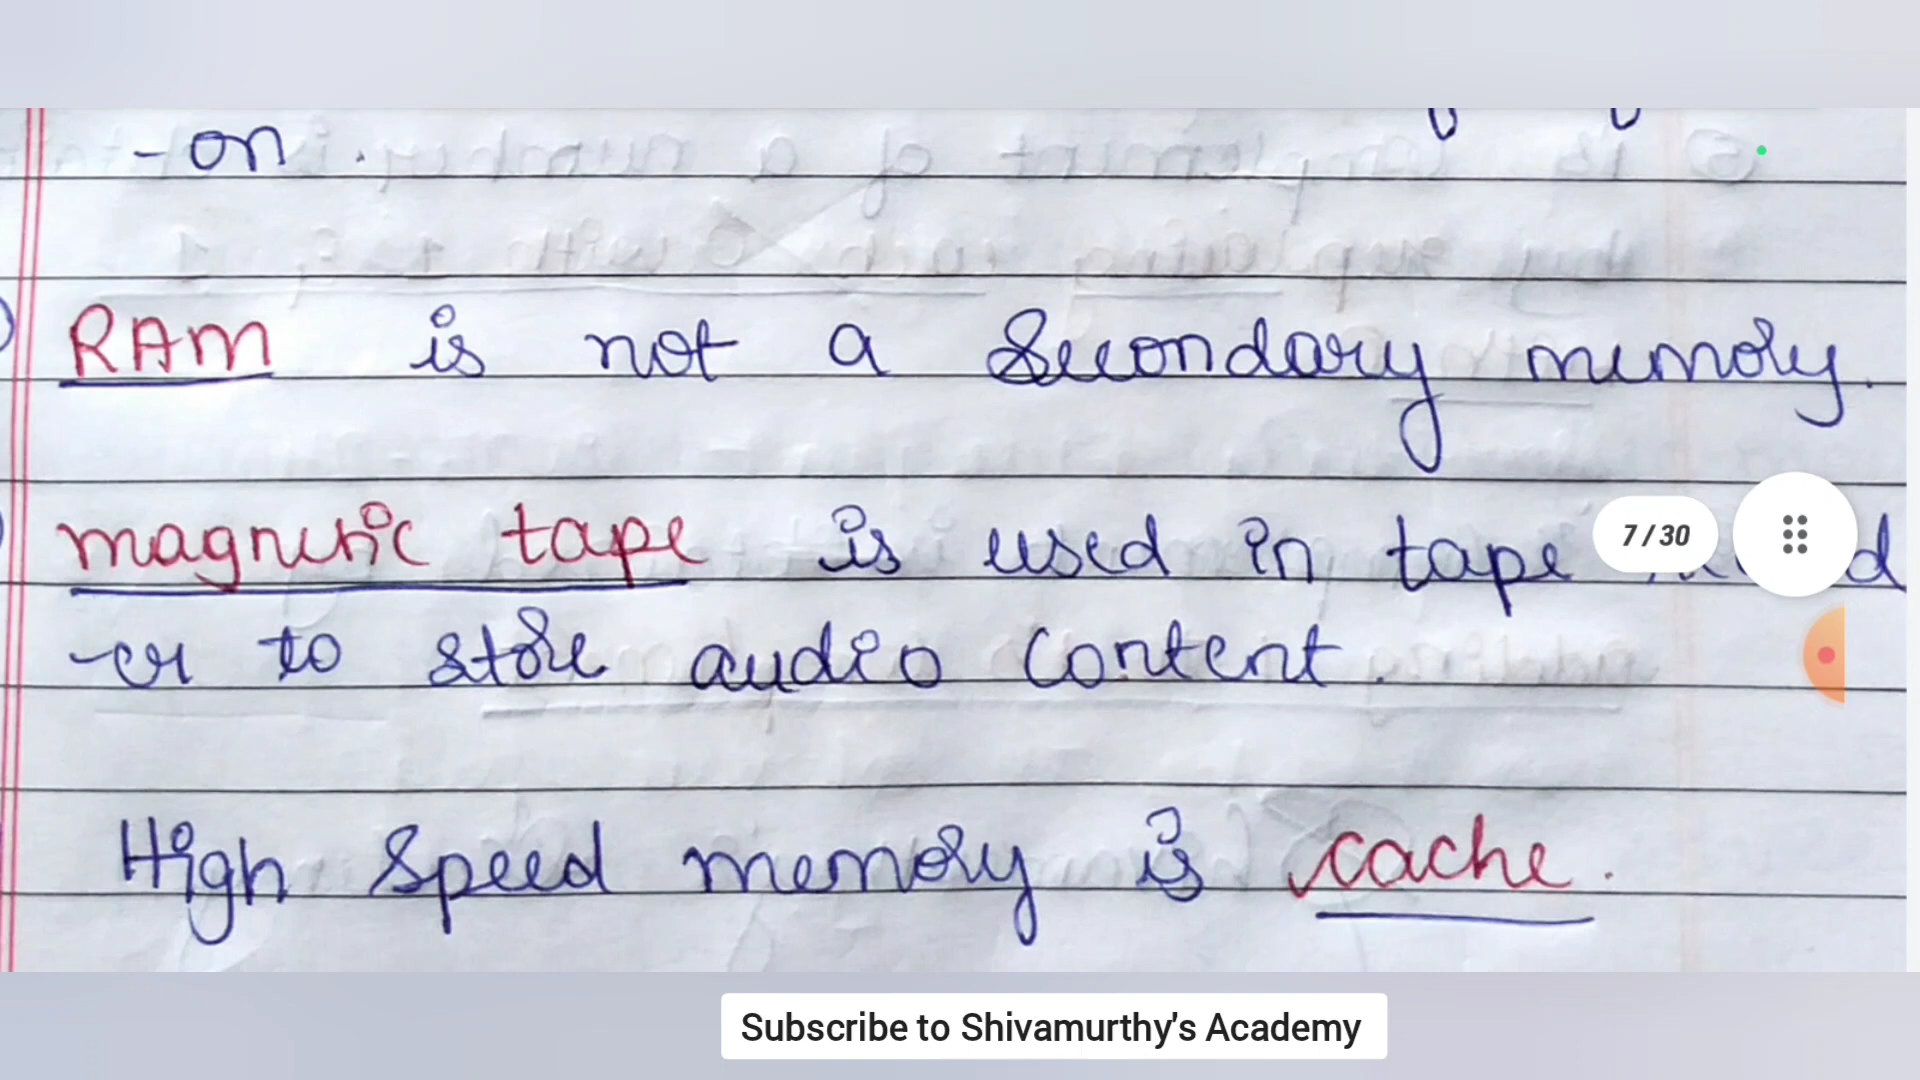 -on.
RAM is not a Secondary memory.
magnetic tape is used in tape
7/30
-er to store audio content.
High Speed memory is cache.
Subscribe to Shivamurthy's Academy